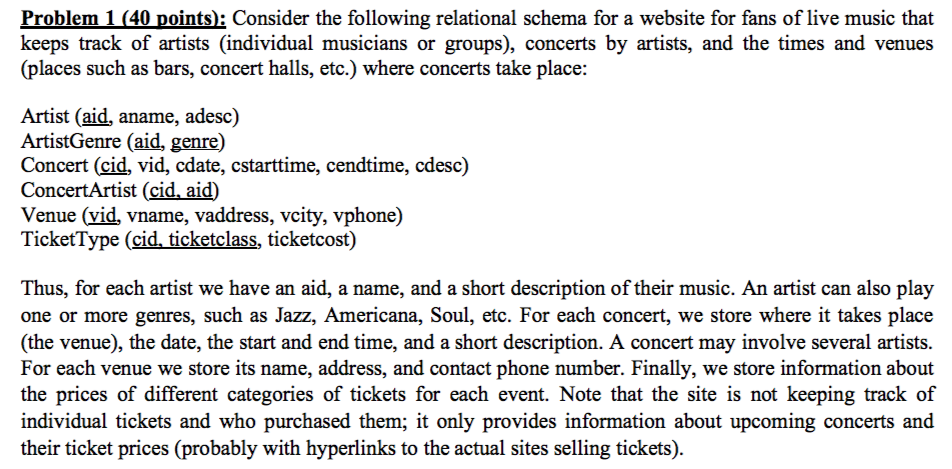 Problem 1 (40 points): Consider the following relational schema for a website for fans of live music that
keeps track of artists (individual musicians or groups), concerts by artists, and the times and venues
(places such as bars, concert halls, etc.) where concerts take place:
Artist (aid, aname, adesc)
ArtistGenre (aid, genre)
Concert (cid, vid, cdate, cstarttime, cendtime, cdesc)
ConcertArtist (cid, aid)
Venue (vid, vname, vaddress, vcity, vphone)
TicketType (cid, ticketclass, ticketcost)
Thus, for each artist we have an aid, a name, and a short description of their music. An artist can also play
one or more genres, such as Jazz, Americana, Soul, etc. For each concert, we store where it takes place
(the venue), the date, the start and end time, and a short description. A concert may involve several artists.
For each venue we store its name, address, and contact phone number. Finally, we store information about
the prices of different categories of tickets for each event. Note that the site is not keeping track of
individual tickets and who purchased them; it only provides information about upcoming concerts and
their ticket prices (probably with hyperlinks to the actual sites selling tickets).